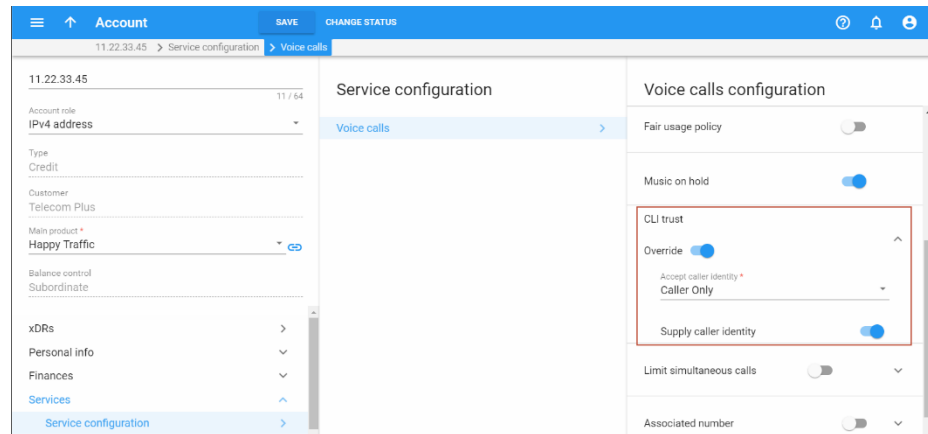 Account SAVE CHANGE STATUS
11.22.33.45 > Service configuration > Voice calls
11.22.33.45
11 / 64
Account role
IPv4 address
Type
Credit
Customer
Telecom Plus
Main product *
Happy Traffic
Balance control
Subordinate
xDRs
Personal info
Finances
Services
Service configuration
Service configuration
Voice calls
Voice calls configuration
Fair usage policy
Music on hold
CLI trust
Override
Accept caller identity *
Caller Only
Supply caller identity
Limit simultaneous calls
Associated number